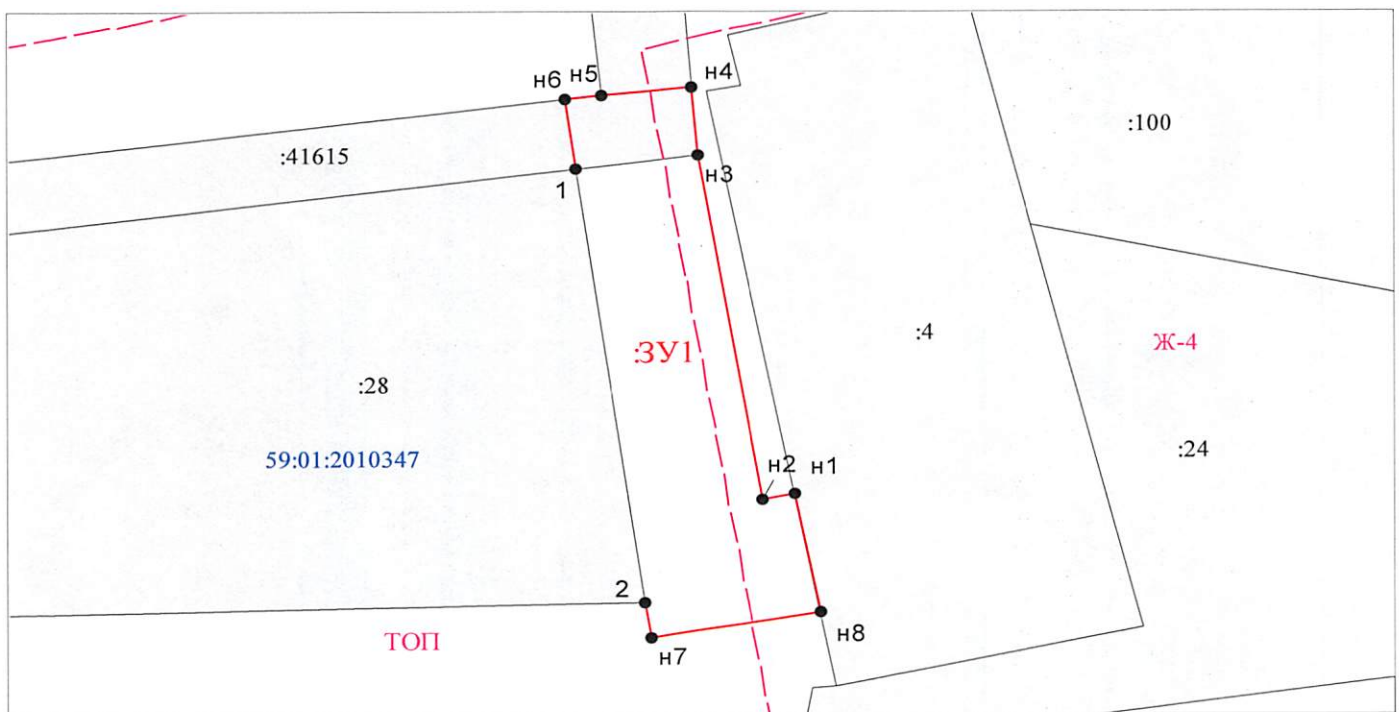 н6
н5
н4
:100
:41615
1
н3
:ЗУ1
:4
Ж-4
:28
59:01:2010347
:24
н2
н1
2
ТОП
н7
н8